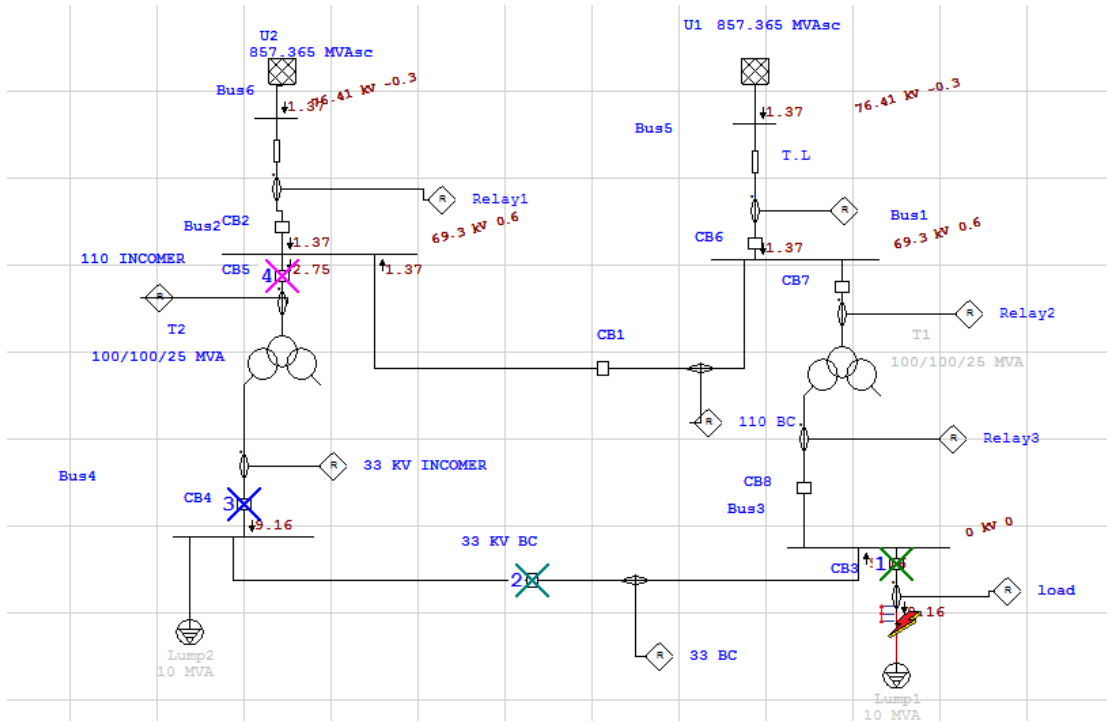 U2
857.365 MVAsc
U1 857.365 MVAsc
Bus6
1.37
76.41 kV -0.3
Bus5
1.37
76.41 kV -0.3
T.L
R
Relay1
R
Bus1
Bus2
CB2
69.3 kV 0.6
CB6
69.3 kV 0.6
1.37
1.37
110 INCOMER
CB5
4
2.75
1.37
CB7
R
R
Relay2
T2
T1
100/100/25 MVA
100/100/25 MVA
CB1
R
110 BC
R
Relay3
Bus4
R
33 KV INCOMER
CB4
3
CB8
Bus3
9.16
33 KV BC
0 kV 0
CB3
1
2
R
load
9.16
R
33 BC
Lump2
10 MVA
Lump1
10 MVA